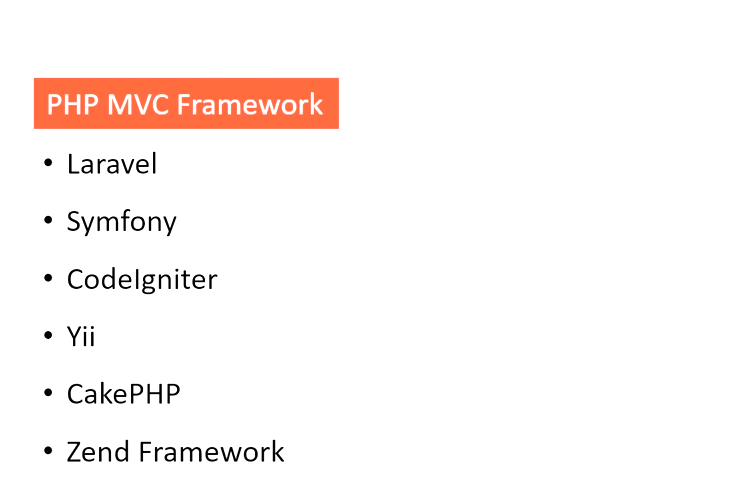 PHP MVC Framework
• Laravel
• Symfony
• CodeIgniter
• Yii
• CakePHP
• Zend Framework